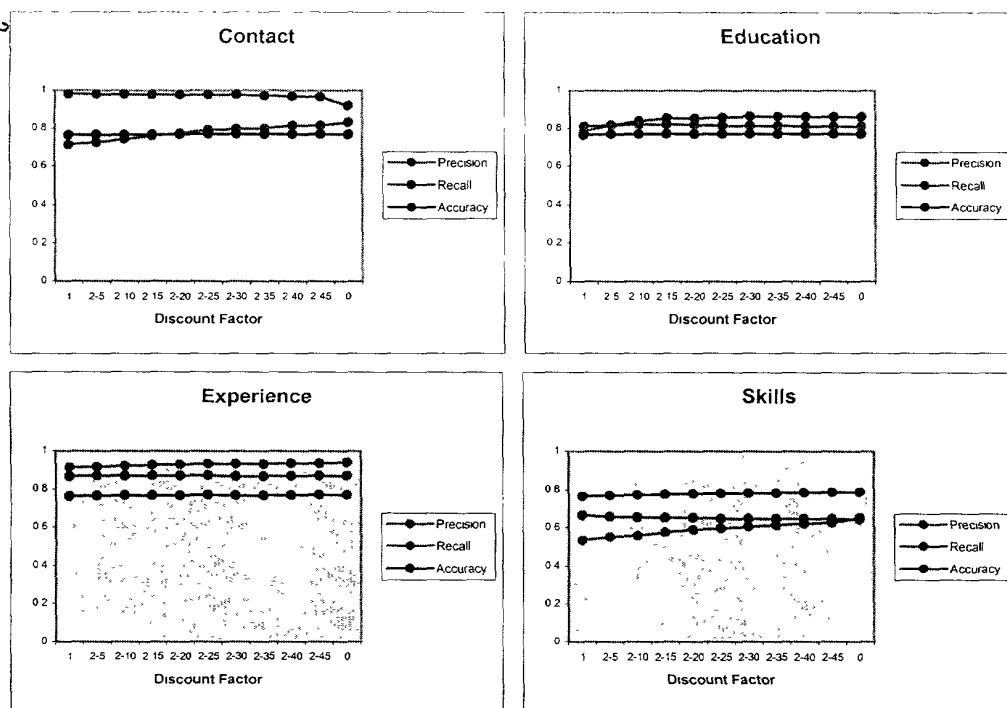 Contact
1
0.8
0.6
0.4
0.2
0
1 2-5 2 10 2 15 2-20 2-25 2-30 2 35 2 40 2 45 0
Discount Factor
Precision
Recall
Accuracy
Education
1
0.8
0.6
0.4
0.2
0
1 2 5 2 10 2 15 2-20 2-25 2-30 2-35 2-40 2-45 0
Discount Factor
Precision
Recall
Accuracy
Experience
1
0.8
0.6
0.4
0 2
0
1 2-5 2-10 2 15 2-20 2-25 2-30 2 35 2-40 2-45 0
Discount Factor
Precision
Recall
Accuracy
Skills
1
0.8
0.6
0.4
0 2
0
1 2-5 2-10 2-15 2-20 2-25 2-30 2-35 2-40 2-45 0
Discount Factor
Precision
Recall
Accuracy